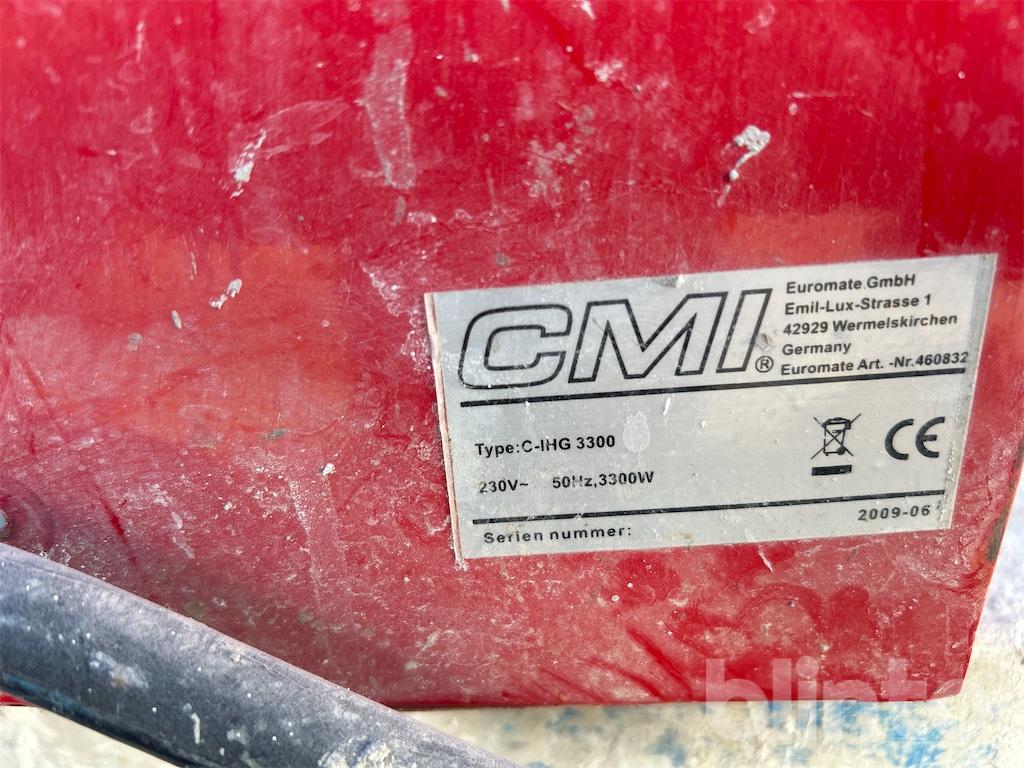 CMI®
Euromate GmbH
Emil-Lux-Strasse 1
42929 Wermelskirchen
Germany
Euromate Art. -Nr.460832
Type:C-IHG 3300
230V~ 50Hz,3300W
CE
2009-06
Serien nummer:
blinto